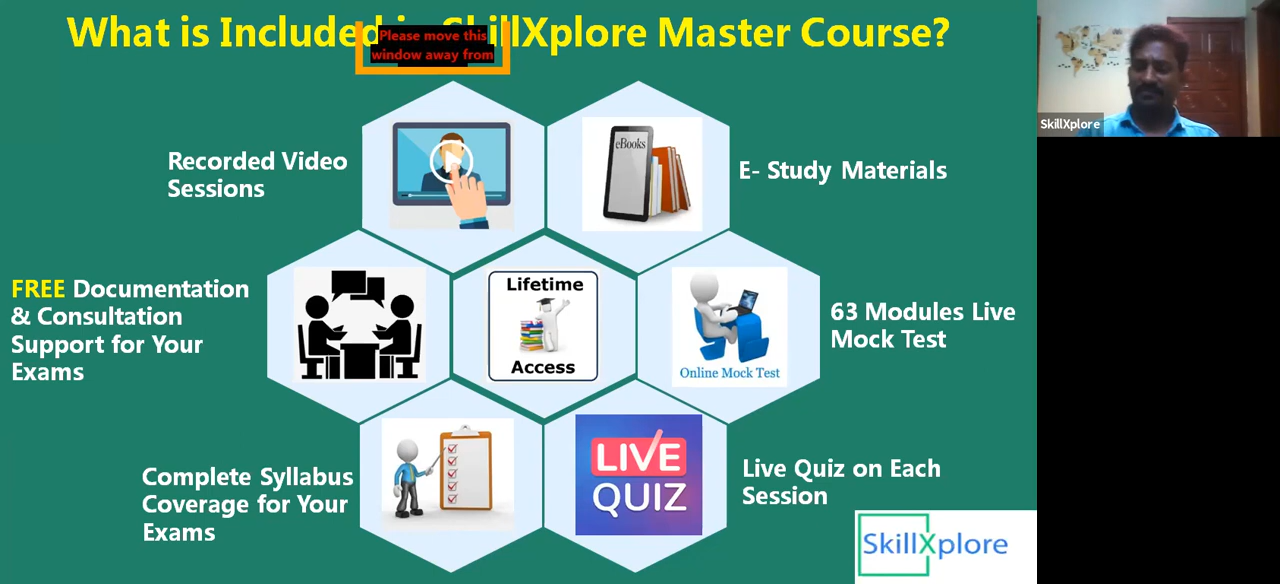 What is Included in SkillXplore Master Course?
Please move this
window away from
SkillXplore
Recorded Video
Sessions
eBooks
E- Study Materials
FREE Documentation
& Consultation
Support for Your
Exams
Lifetime
Access
Online Mock Test
63 Modules Live
Mock Test
Complete Syllabus
Coverage for Your
Exams
LIVE
QUIZ
Live Quiz on Each
Session
SkillXplore